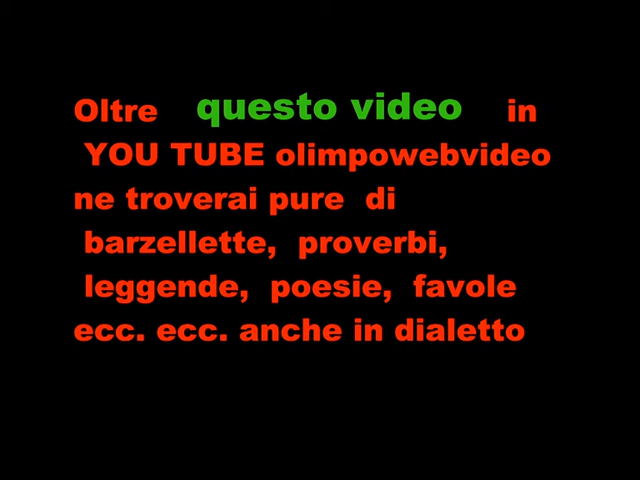 Oltre questo video in
YOU TUBE olimpowebvideo
ne troverai pure di
barzellette, proverbi,
leggende, poesie, favole
ecc. ecc. anche in dialetto